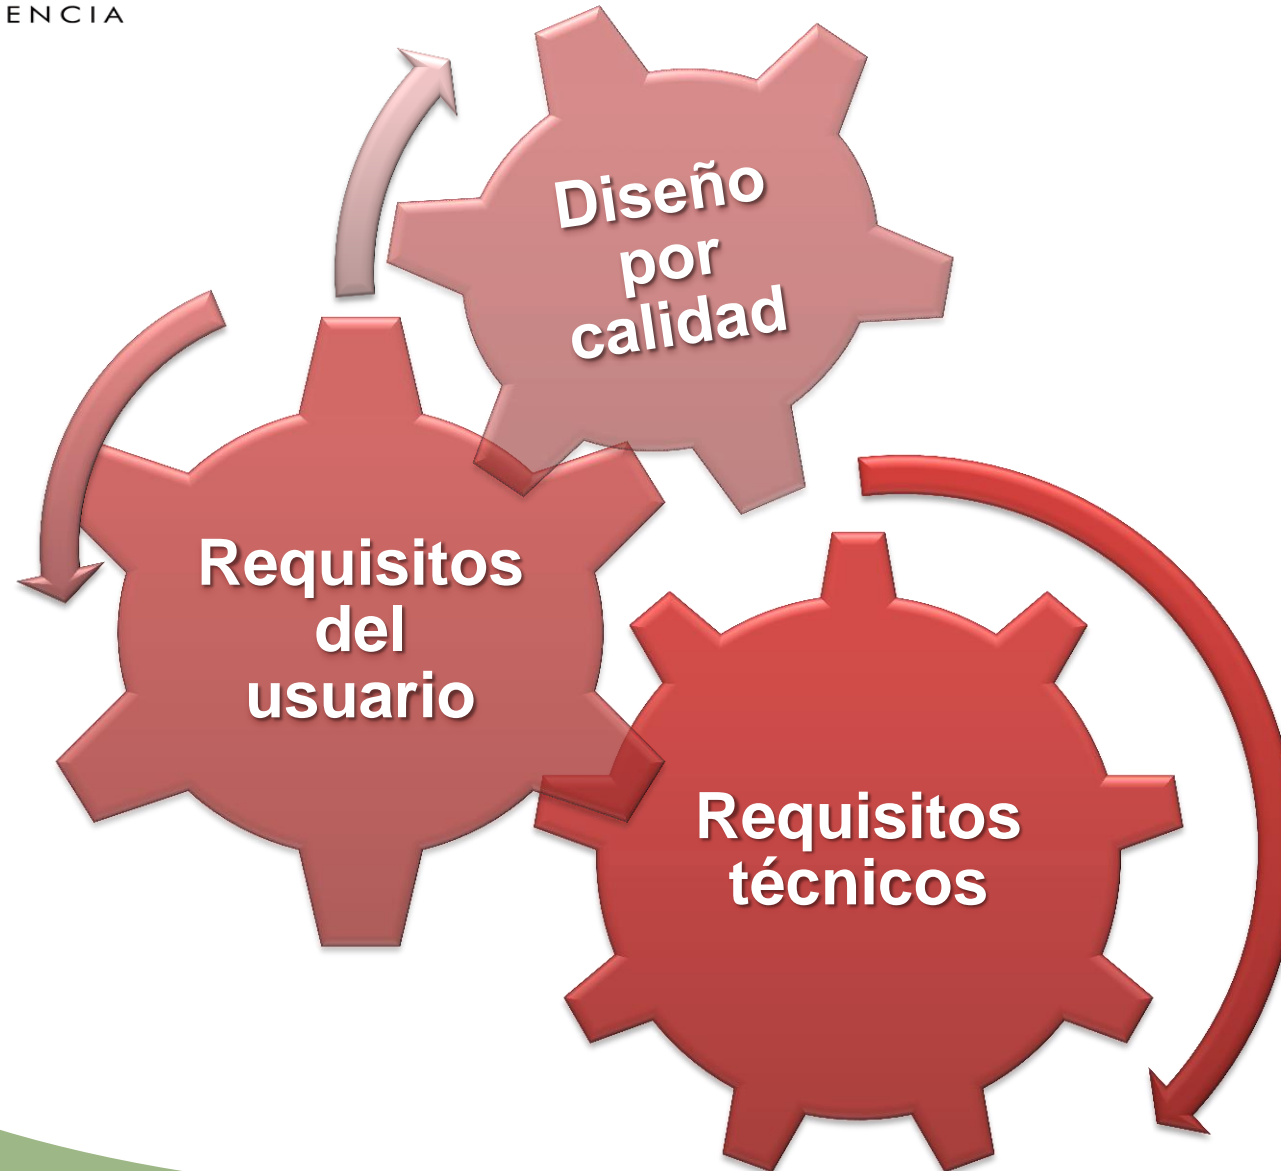 ENCIA
Diseño
por
calidad
Requisitos
del
usuario
Requisitos
técnicos